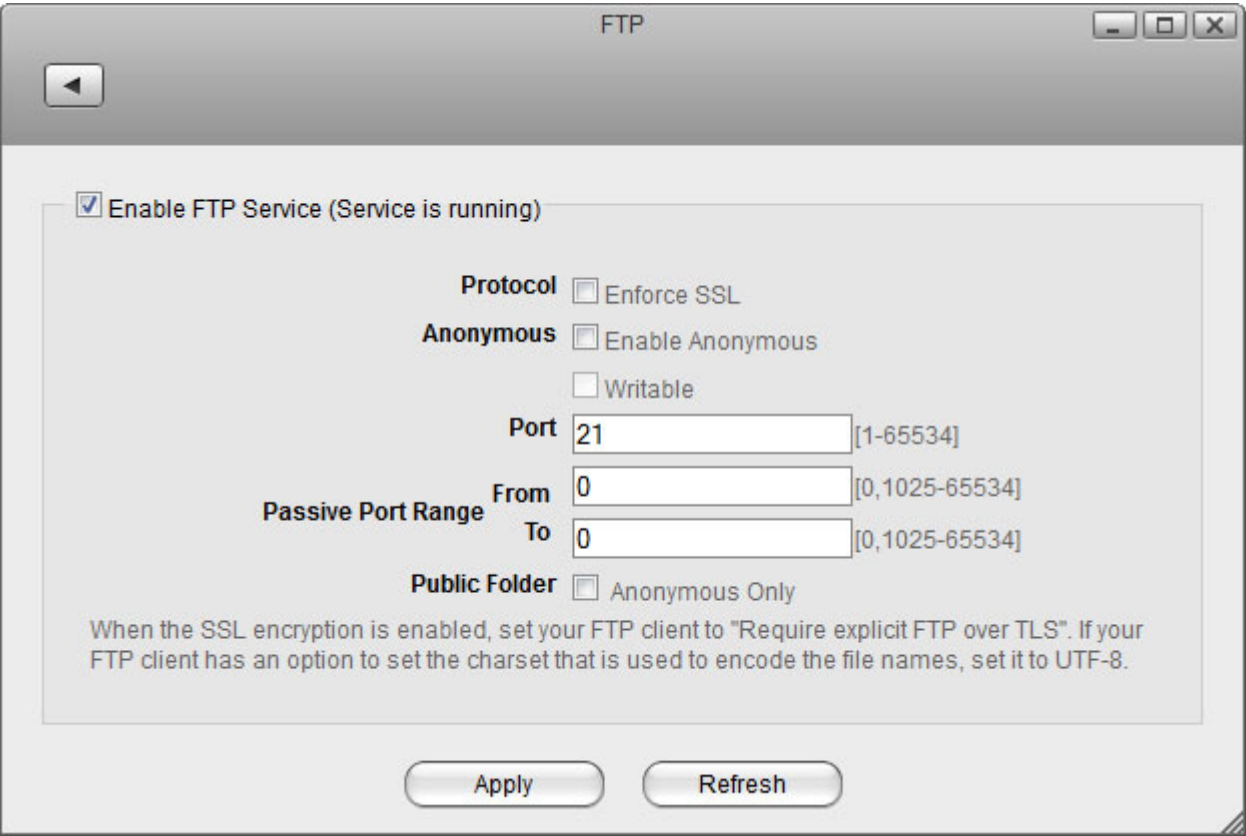 FTP
Enable FTP Service (Service is running)
Protocol Enforce SSL
Anonymous Enable Anonymous
Writable
Port 21 [1-65534]
Passive Port Range
From 0 [0,1025-65534]
To 0 [0,1025-65534]
Public Folder Anonymous Only
When the SSL encryption is enabled, set your FTP client to "Require explicit FTP over TLS". If your
FTP client has an option to set the charset that is used to encode the file names, set it to UTF-8.
Apply Refresh